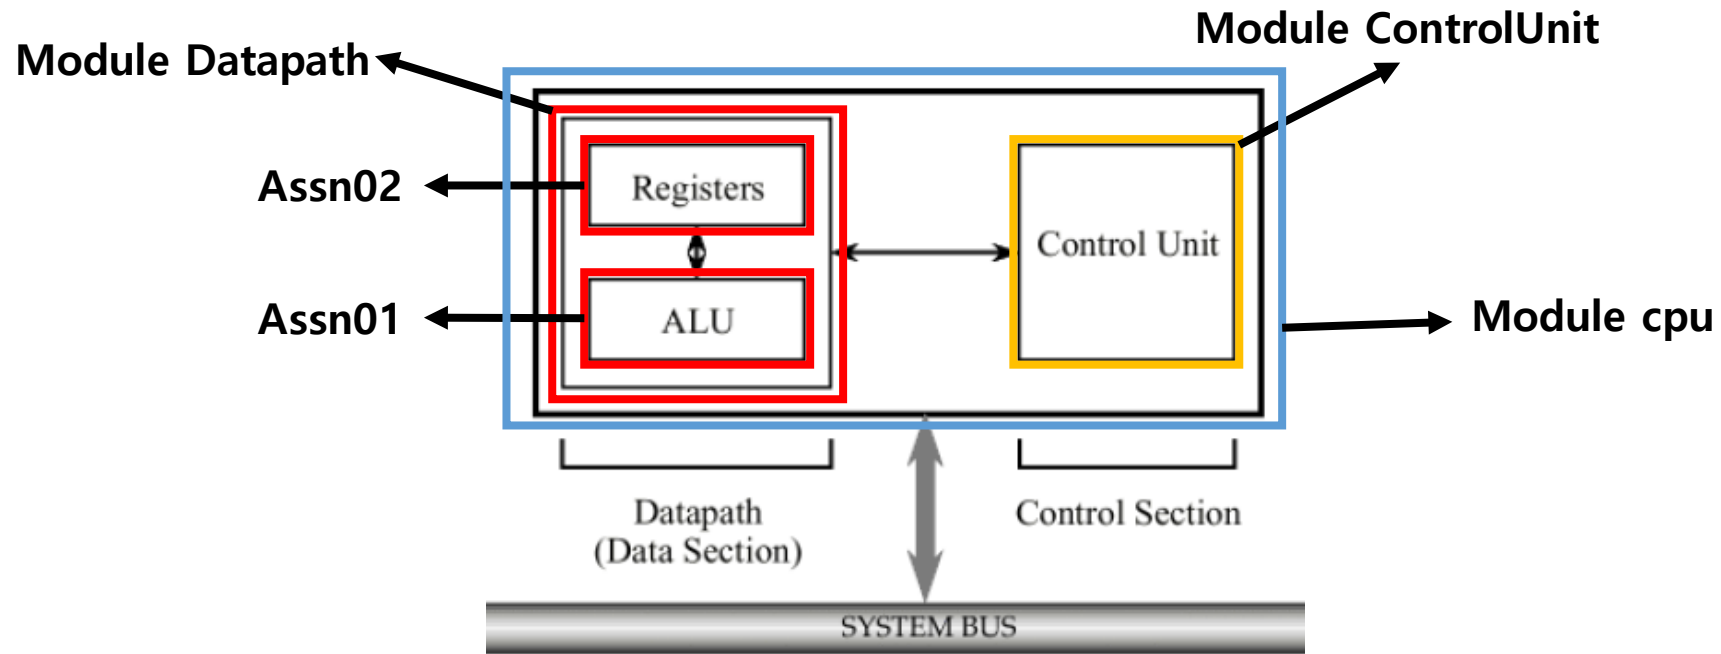 Module ControlUnit
Module Datapath
Assn02
Registers
Control Unit
Assn01
ALU
Module cpu
Datapath
(Data Section)
Control Section
SYSTEM BUS